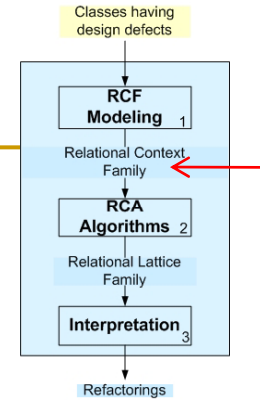 Classes having
design defects
RCF
Modeling 1
Relational Context
Family
RCA
Algorithms 2
Relational Lattice
Family
Interpretation 3
Refactorings